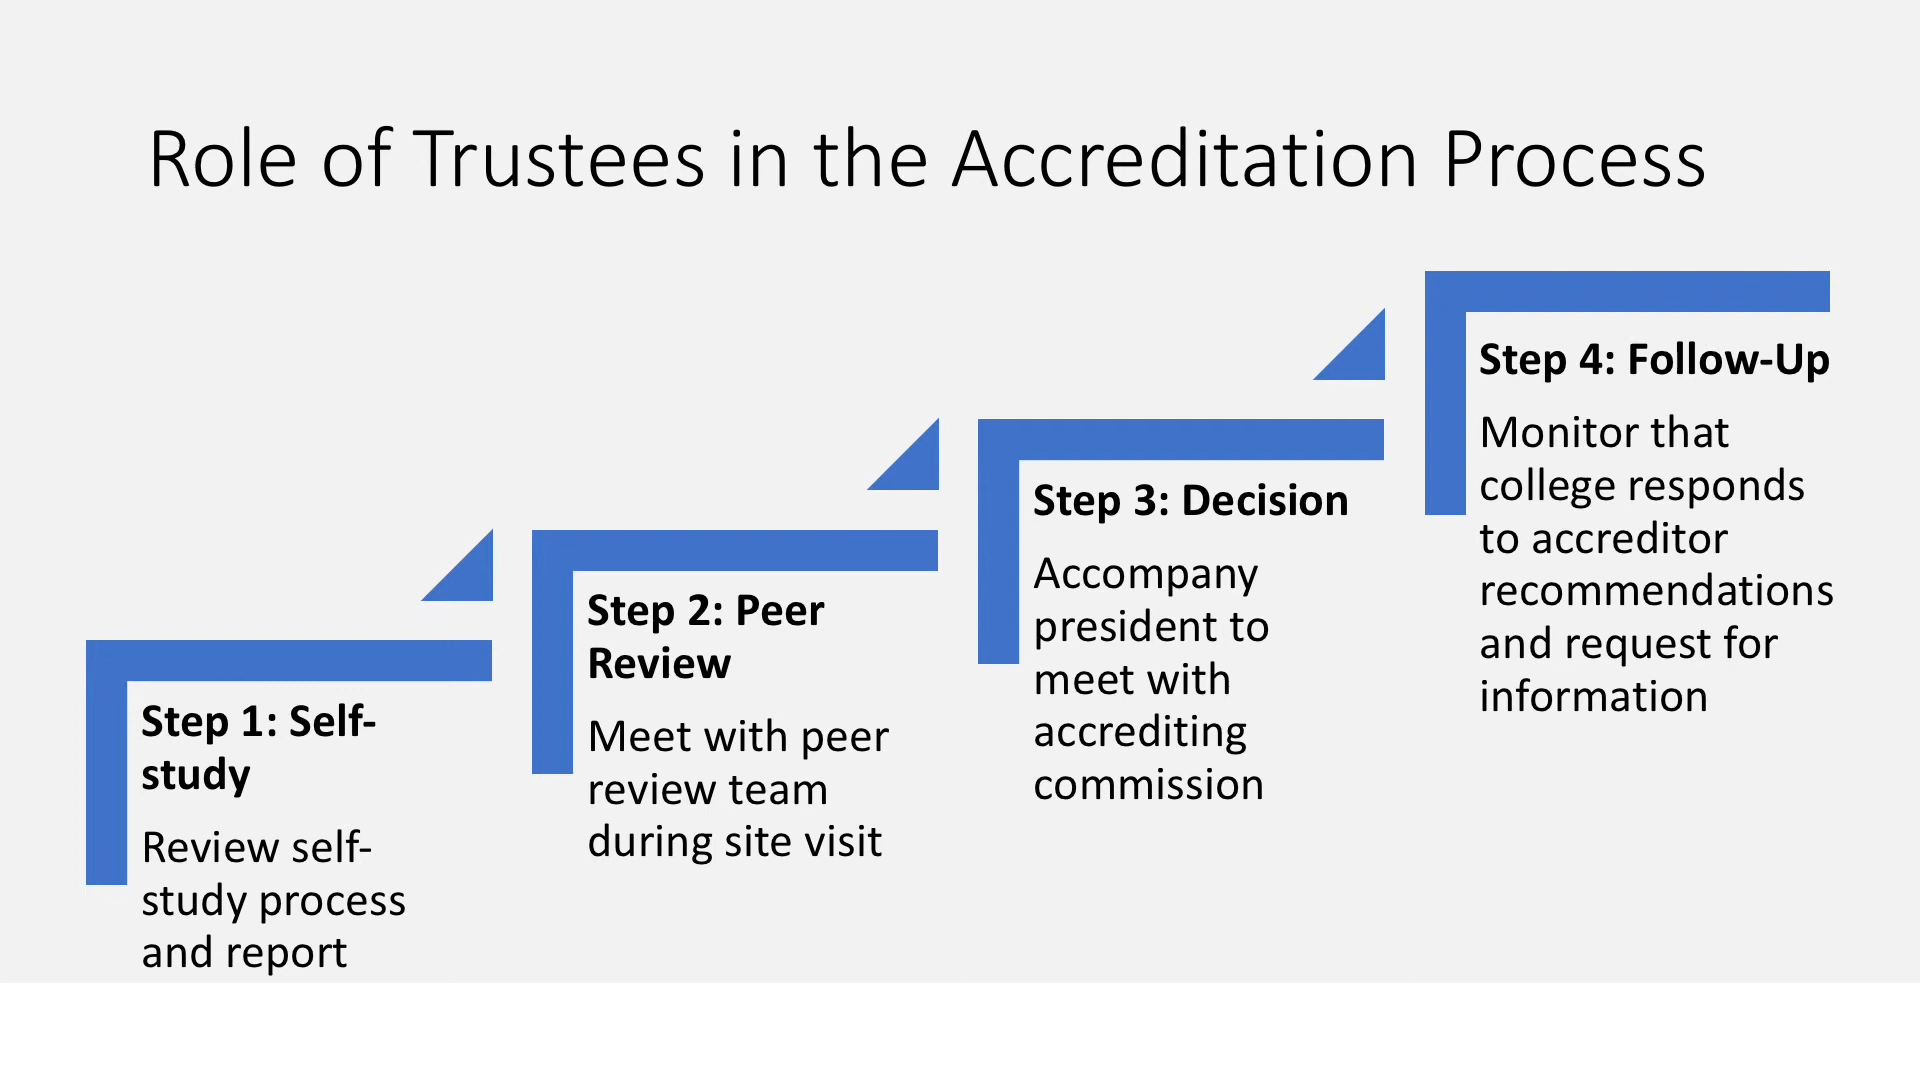 Role of Trustees in the Accreditation Process
Step 1: Self-
study
Review self-
study process
and report
Step 2: Peer
Review
Meet with peer
review team
during site visit
Step 3: Decision
Accompany
president to
meet with
accrediting
commission
Step 4: Follow-Up
Monitor that
college responds
to accreditor
recommendations
and request for
information